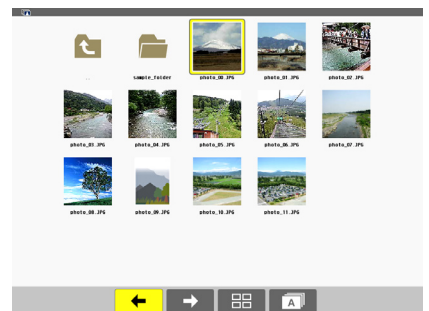 ..
sample_folder
photo_00.JPG
photo_01.JPG
photo_02.JPG
photo_03.JPG
photo_04.JPG
photo_05.JPG
photo_06.JPG
photo_07.JPG
photo_08.JPG
photo_09.JPG
photo_10.JPG
photo_11.JPG
A